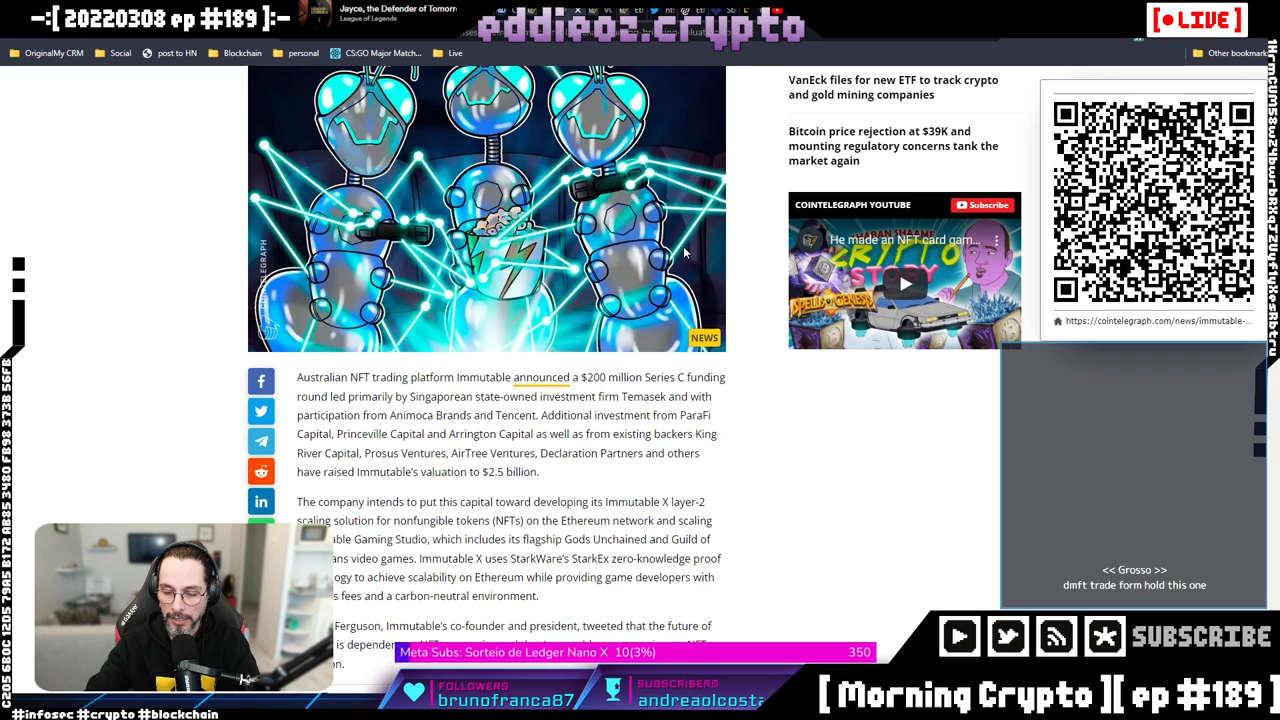 -:[ 20220308 ep #189 ]:-
Jayce, the Defender of Tomorr
League of Legends
eddieoz.crypto
[● LIVE]
OriginalMy CRM
Social
post to HN
Blockchain
personal
CS:GO Major Match...
Live
Other bookmark
VanEck files for new ETF to track crypto
and gold mining companies
Bitcoin price rejection at $39K and
mounting regulatory concerns tank the
market again
COINTELEGRAPH YOUTUBE
Subscribe
He made an NFT card gam...
CRYPTO
STORY
SPELLS OF GENESIS
https://cointelegraph.com/news/immutable-...
COINTELEGRAPH
NEWS
Australian NFT trading platform Immutable announced a $200 million Series C funding
round led primarily by Singaporean state-owned investment firm Temasek and with
participation from Animoca Brands and Tencent. Additional investment from ParaFi
Capital, Princeville Capital and Arrington Capital as well as from existing backers King
River Capital, Prosus Ventures, AirTree Ventures, Declaration Partners and others
have raised Immutable's valuation to $2.5 billion.
The company intends to put this capital toward developing its Immutable X layer-2
scaling solution for nonfungible tokens (NFTs) on the Ethereum network and scaling
able Gaming Studio, which includes its flagship Gods Unchained and Guild of
ans video games. Immutable X uses StarkWare's StarkEx zero-knowledge proof
ogy to achieve scalability on Ethereum while providing game developers with
s fees and a carbon-neutral environment.
Ferguson, Immutable's co-founder and president, tweeted that the future of
is dependen
on.
<< Grosso >>
dmft trade form hold this one
Meta Subs: Sorteio de Ledger Nano X 10(3%)
350
FOLLOWERS
brunofranca87
SUBSCRIBERS
andreaolcosta
SUBSCRIBE
[ Morning Crypto ][ ep #189 ]
#infosec #crypto #blockchain